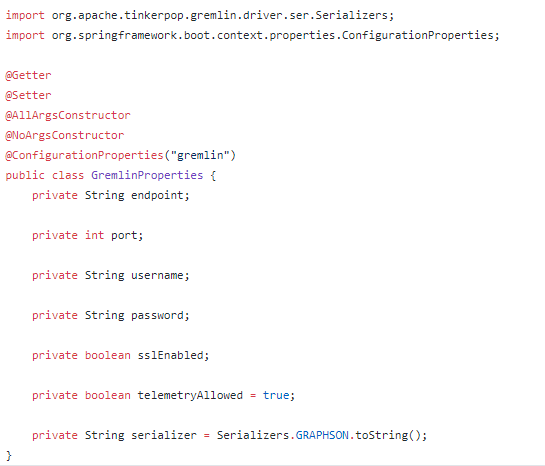 import org.apache.tinkerpop.gremlin.driver.ser.Serializers;
import org.springframework.boot.context.properties.ConfigurationProperties;
@Getter
@Setter
@AllArgsConstructor
@NoArgsConstructor
@ConfigurationProperties("gremlin")
public class GremlinProperties {
private String endpoint;
private int port;
private String username;
private String password;
private boolean sslEnabled;
private boolean telemetryAllowed = true;
private String serializer = Serializers.GRAPHSON.toString();
}